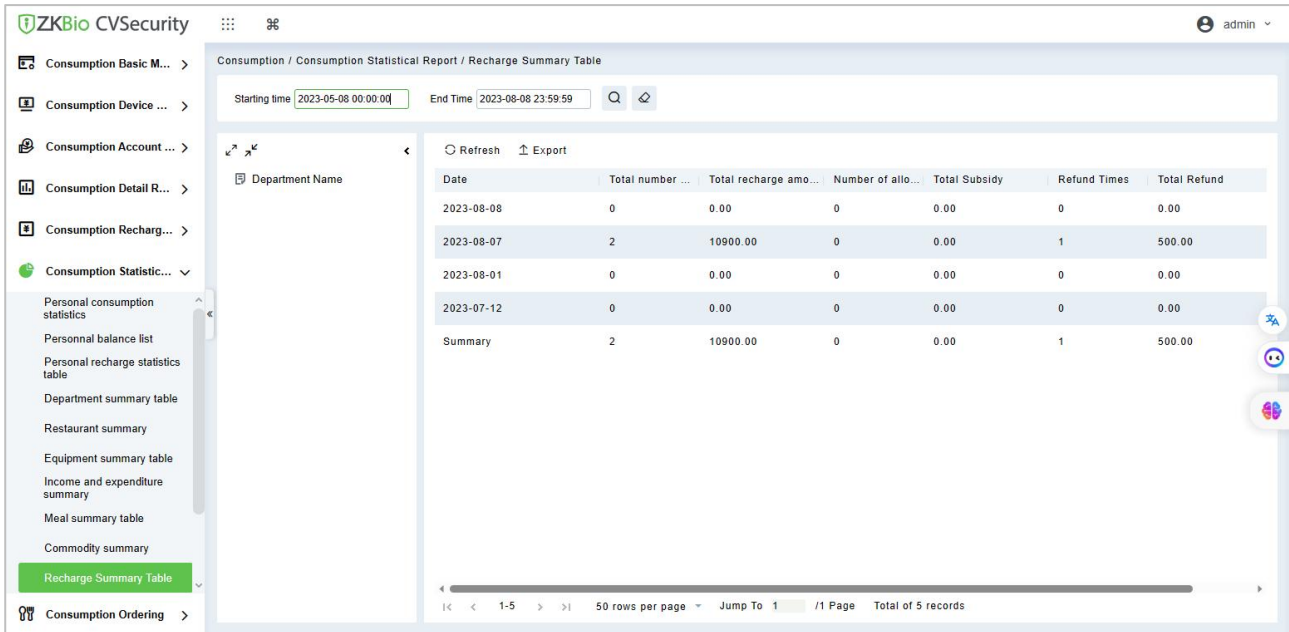 ZKBio CVSecurity
admin
Consumption Basic M...
Consumption Device ...
Consumption Account ...
Consumption Detail R...
Consumption Recharg...
Consumption Statistic...
Personal consumption
statistics
Personnal balance list
Personal recharge statistics
table
Department summary table
Restaurant summary
Equipment summary table
Income and expenditure
summary
Meal summary table
Commodity summary
Recharge Summary Table
Consumption Ordering
Consumption / Consumption Statistical Report / Recharge Summary Table
Starting time 2023-05-08 00:00:00 End Time 2023-08-08 23:59:59
Department Name
Refresh Export
Date Total number ... Total recharge amo... Number of allo... Total Subsidy Refund Times Total Refund
2023-08-08 0 0.00 0 0.00 0 0.00
2023-08-07 2 10900.00 0 0.00 1 500.00
2023-08-01 0 0.00 0 0.00 0 0.00
2023-07-12 0 0.00 0 0.00 0 0.00
Summary 2 10900.00 0 0.00 1 500.00
|< < 1-5 > >| 50 rows per page Jump To 1 /1 Page Total of 5 records